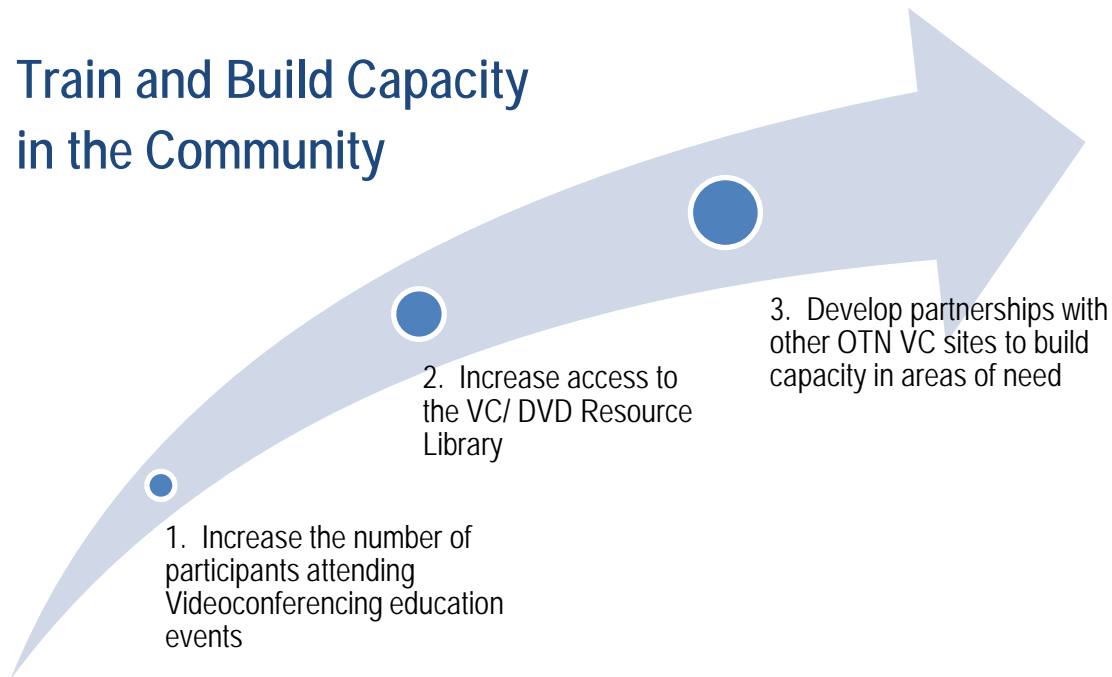 Train and Build Capacity
in the Community
1. Increase the number of
participants attending
Videoconferencing education
events
2. Increase access to
the VC/ DVD Resource
Library
3. Develop partnerships with
other OTN VC sites to build
capacity in areas of need